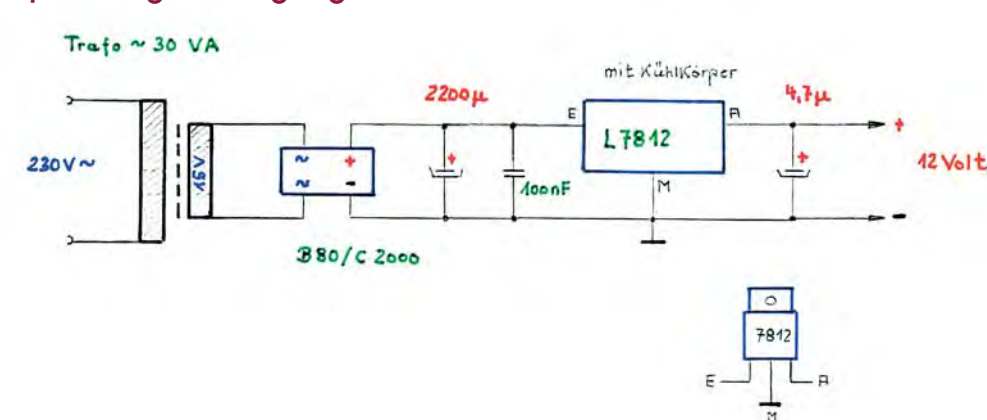 Trafo ~ 30 VA
mit Kühlkörper
2200µ
4,7µ
E
L7812
A
+
230V~
15V
~ +
~ -
+
100nF
M
+
12 Volt
-
B80/C 2000
7812
E
A
M